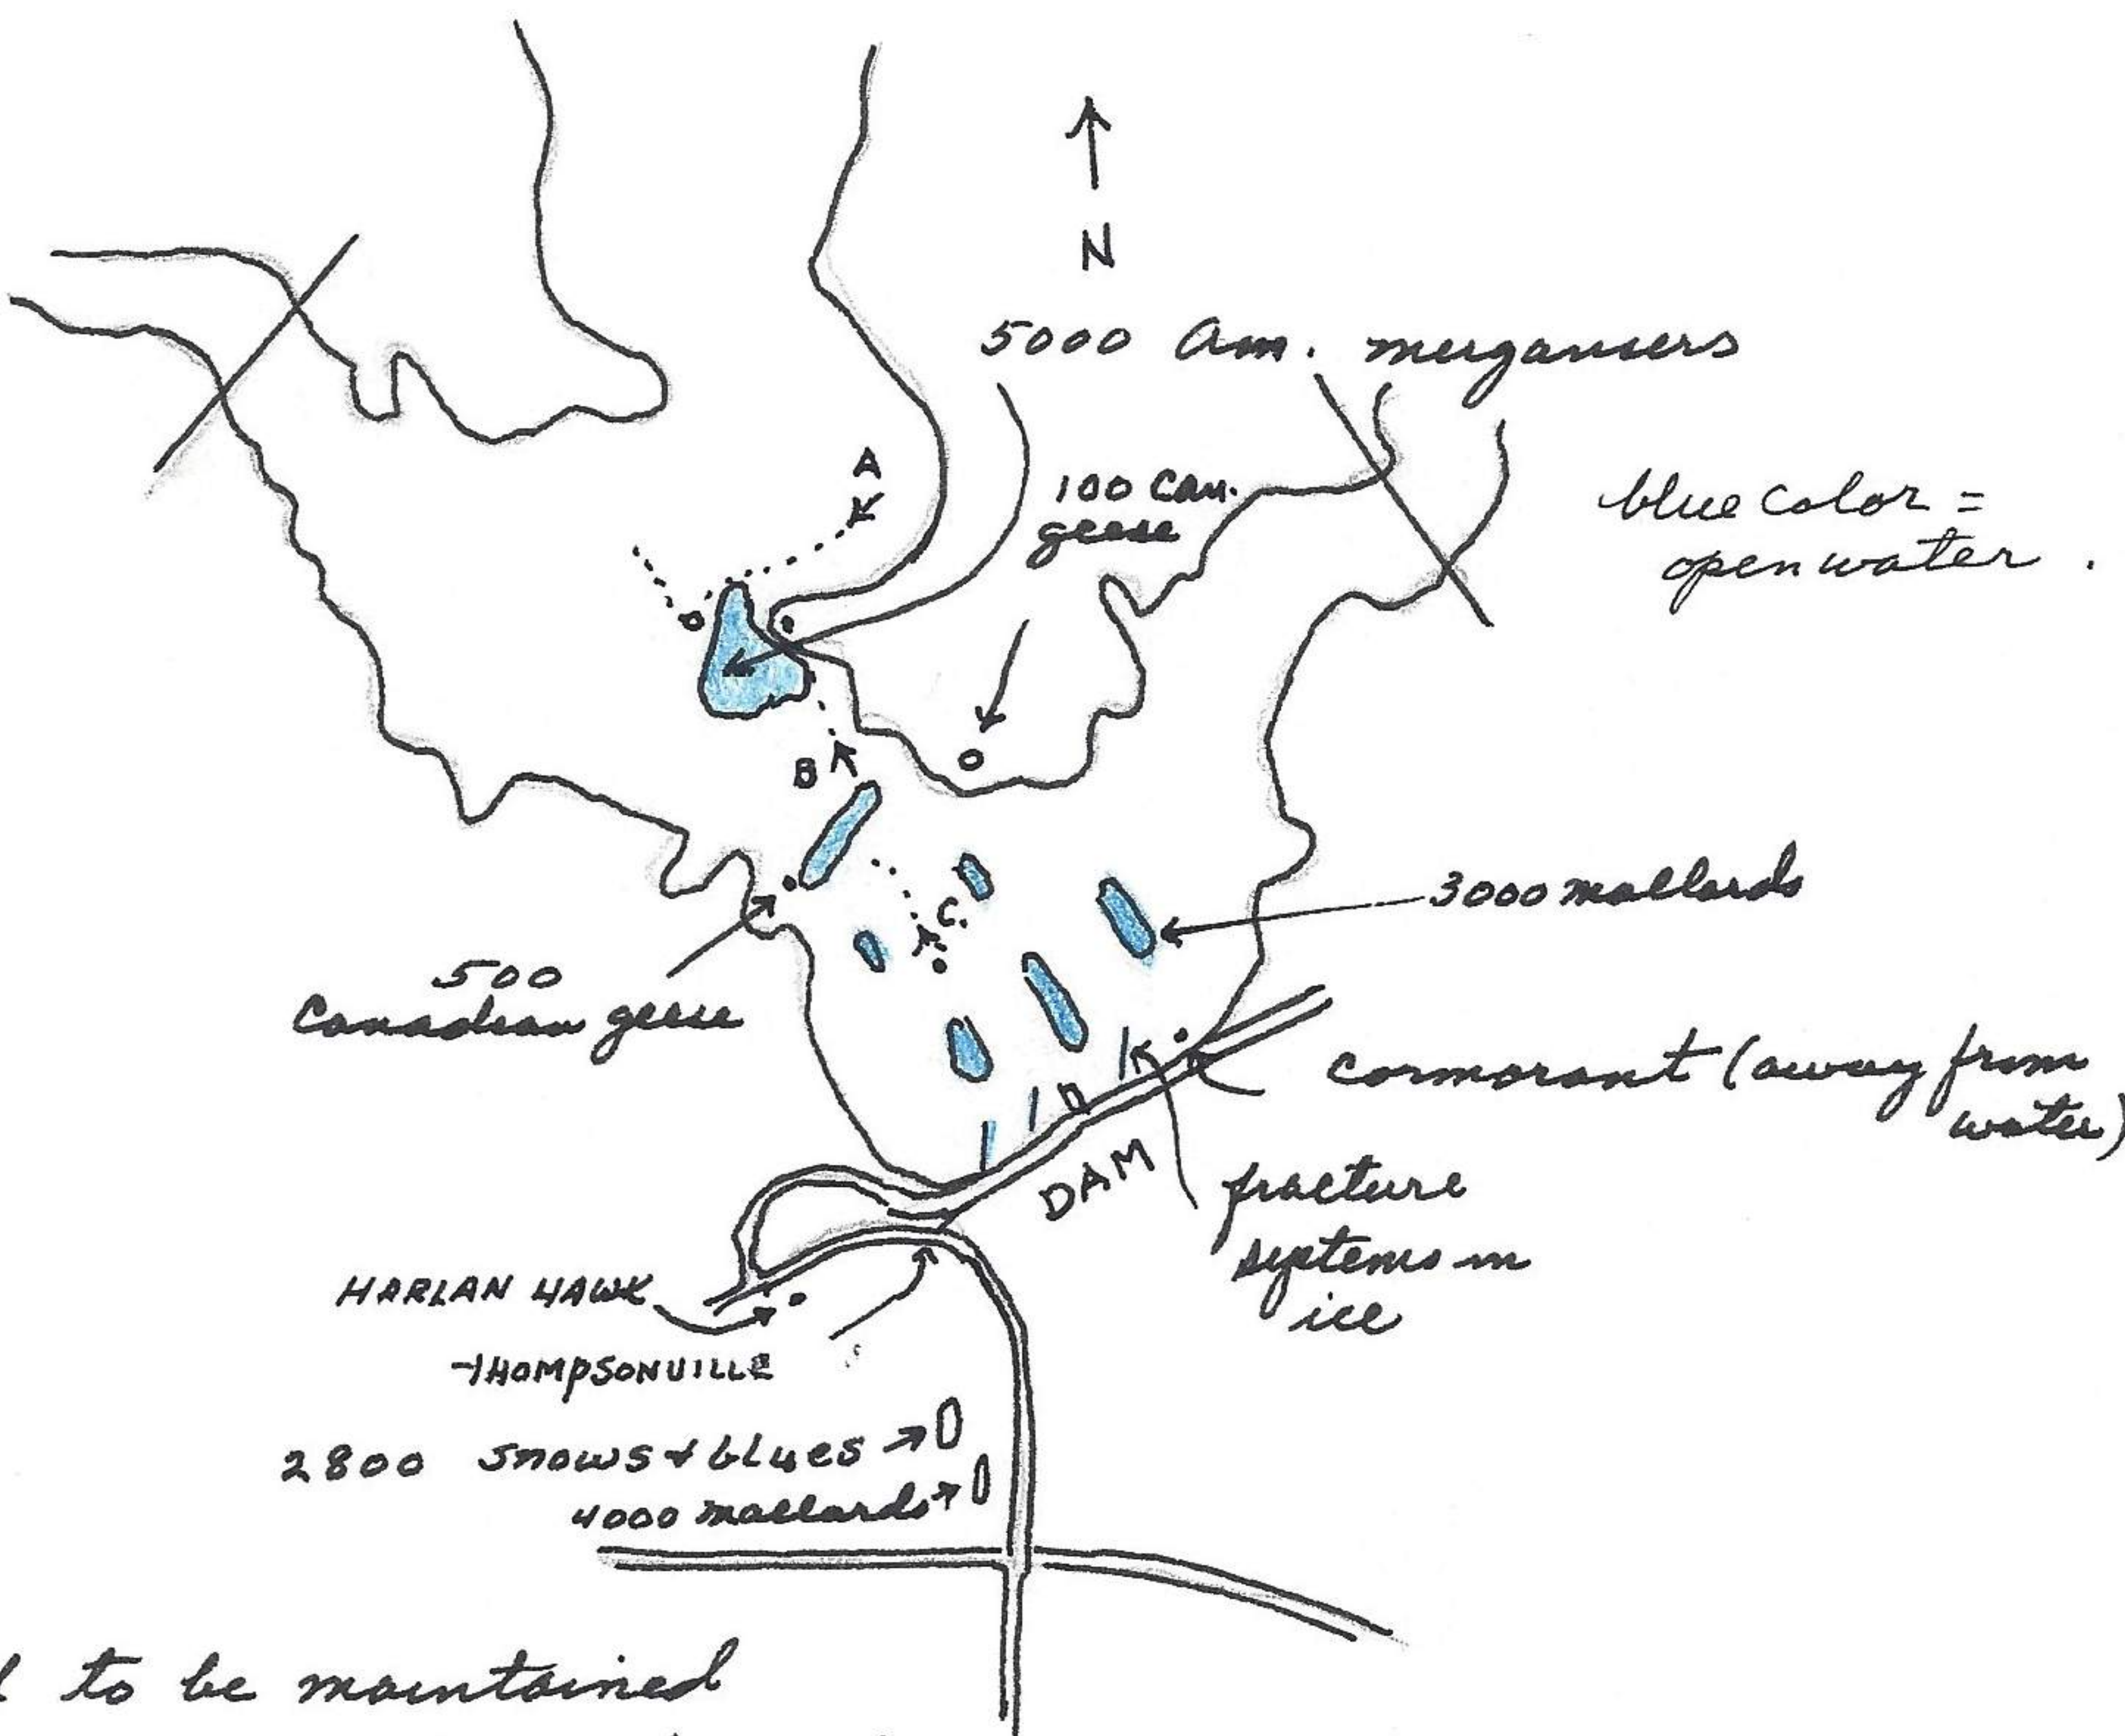 N
5000 Am. mergansers
A
100 Can.
geese
blue color =
open water.
B
C.
3000 mallards
500
Canadian geese
cormorant (away from
water)
D
DAM
fracture
systems in
ice
HARLAN HAWK
THOMPSONVILLE
2800 snows & blues
4000 mallards
to be maintained